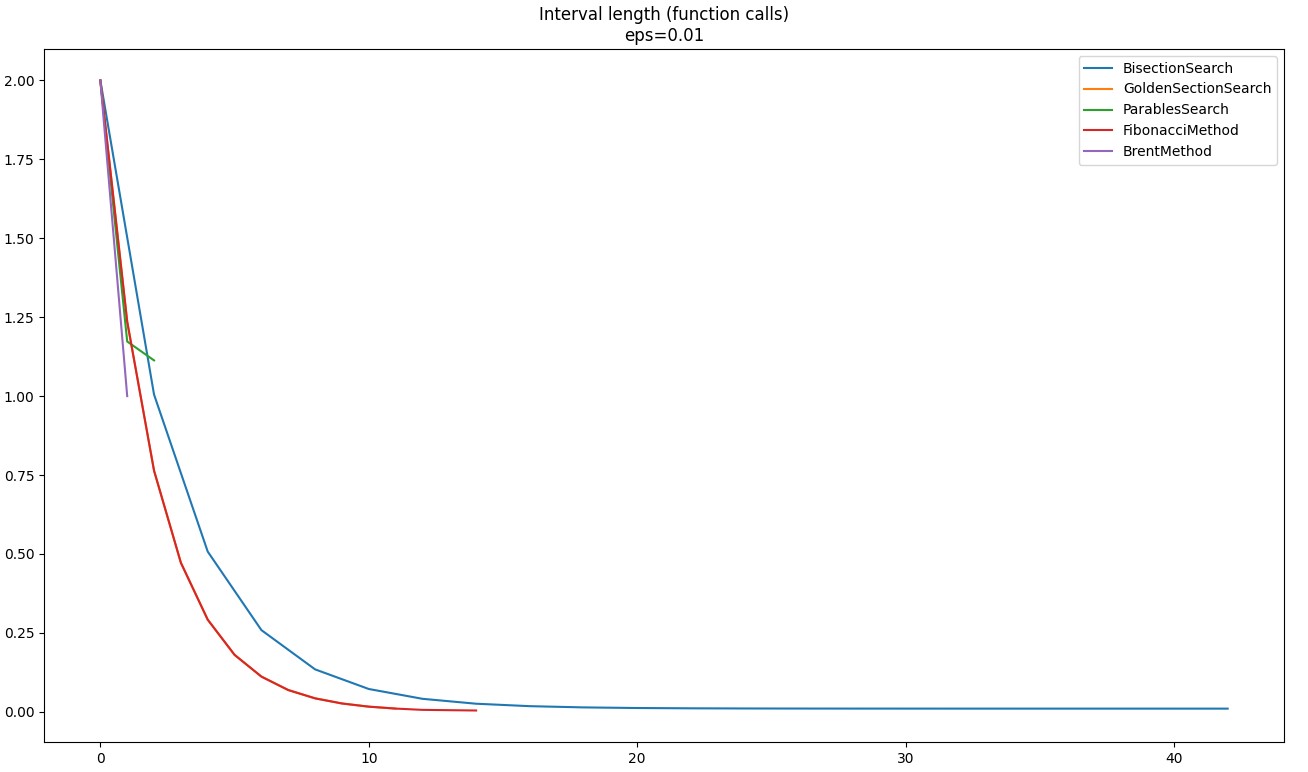 Interval length (function calls)
eps=0.01
BisectionSearch
GoldenSectionSearch
ParablesSearch
FibonacciMethod
BrentMethod
2.00
1.75
1.50
1.25
1.00
0.75
0.50
0.25
0.00
0
10
20
30
40